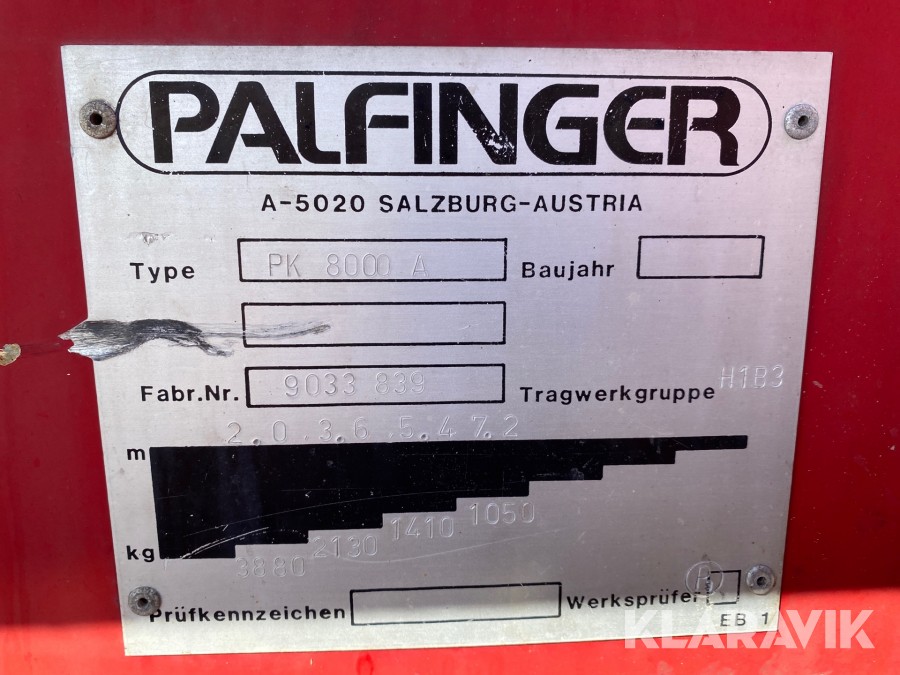 PALFINGER
A-5020 SALZBURG-AUSTRIA
Type PK 8000 A Baujahr
Fabr.Nr. 9033 839 Tragwerkgruppe H1B3
2,0 3,6 5,4 7,2
m
kg 3880 2130 1410 1050
Prüfkennzeichen Werksprüfer
EB 1
KLARAVIK